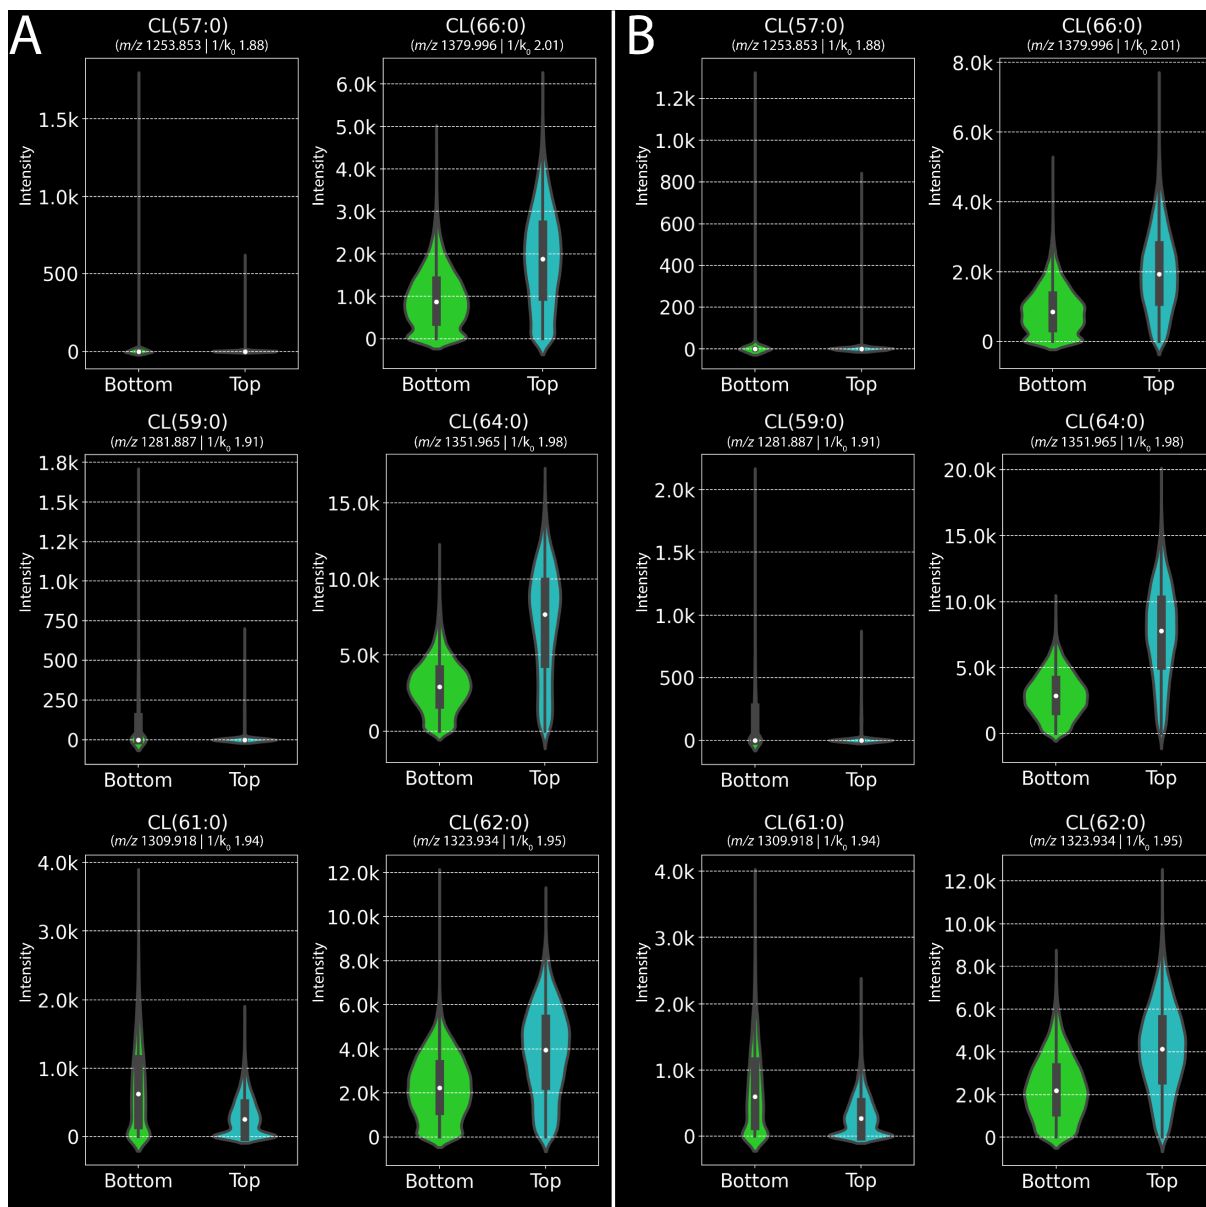 A
CL(57:0)
(m/z 1253.853 | 1/k₀ 1.88)
Intensity
1.5k
1.0k
500
0
Bottom Top
CL(66:0)
(m/z 1379.996 | 1/k₀ 2.01)
Intensity
6.0k
5.0k
4.0k
3.0k
2.0k
1.0k
0
Bottom Top
CL(59:0)
(m/z 1281.887 | 1/k₀ 1.91)
Intensity
1.8k
1.5k
1.2k
1.0k
750
500
250
0
Bottom Top
CL(64:0)
(m/z 1351.965 | 1/k₀ 1.98)
Intensity
15.0k
10.0k
5.0k
0
Bottom Top
CL(61:0)
(m/z 1309.918 | 1/k₀ 1.94)
Intensity
4.0k
3.0k
2.0k
1.0k
0
Bottom Top
CL(62:0)
(m/z 1323.934 | 1/k₀ 1.95)
Intensity
12.0k
10.0k
8.0k
6.0k
4.0k
2.0k
0
Bottom Top
B
CL(57:0)
(m/z 1253.853 | 1/k₀ 1.88)
Intensity
1.2k
1.0k
800
600
400
200
0
Bottom Top
CL(66:0)
(m/z 1379.996 | 1/k₀ 2.01)
Intensity
8.0k
6.0k
4.0k
2.0k
0
Bottom Top
CL(59:0)
(m/z 1281.887 | 1/k₀ 1.91)
Intensity
2.0k
1.5k
1.0k
500
0
Bottom Top
CL(64:0)
(m/z 1351.965 | 1/k₀ 1.98)
Intensity
20.0k
15.0k
10.0k
5.0k
0
Bottom Top
CL(61:0)
(m/z 1309.918 | 1/k₀ 1.94)
Intensity
4.0k
3.0k
2.0k
1.0k
0
Bottom Top
CL(62:0)
(m/z 1323.934 | 1/k₀ 1.95)
Intensity
12.0k
10.0k
8.0k
6.0k
4.0k
2.0k
0
Bottom Top